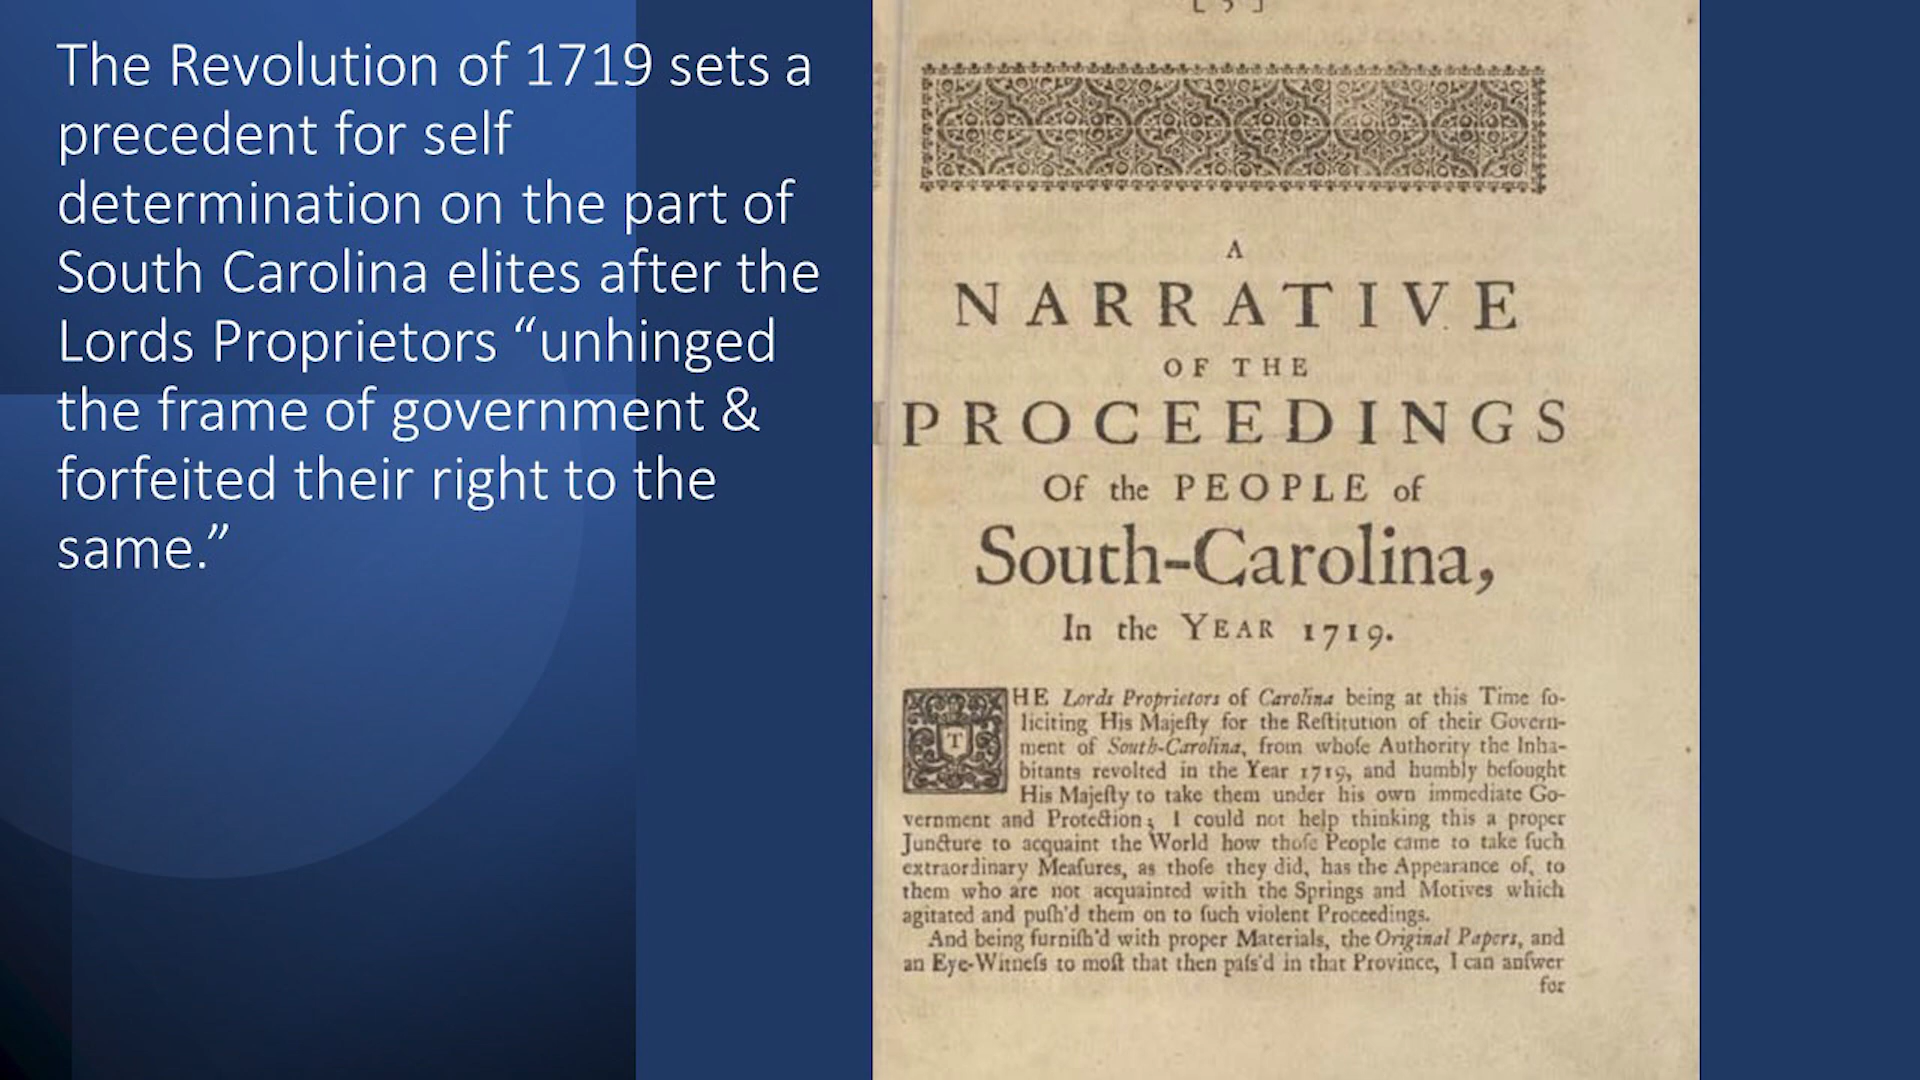 The Revolution of 1719 sets a
precedent for self
determination on the part of
South Carolina elites after the
Lords Proprietors “unhinged
the frame of government &
forfeited their right to the
same.”
A
NARRATIVE
OF THE
PROCEEDINGS
Of the PEOPLE of
South-Carolina,
In the YEAR 1719.
THE Lords Proprietors of Carolina being at this Time ſo-
liciting His Majeſty for the Reſtitution of their Govern-
ment of South-Carolina, from whoſe Authority the Inha-
bitants revolted in the Year 1719, and humbly beſought
His Majeſty to take them under his own immediate Go-
vernment and Protection; I could not help thinking this a proper
Juncture to acquaint the World how thoſe People came to take ſuch
extraordinary Meaſures, as thoſe they did, has the Appearance of, to
them who are not acquainted with the Springs and Motives which
agitated and puſh'd them on to ſuch violent Proceedings.
And being furniſh'd with proper Materials, the Original Papers, and
an Eye-Witneſs to moſt that then paſs'd in that Province, I can anſwer
for